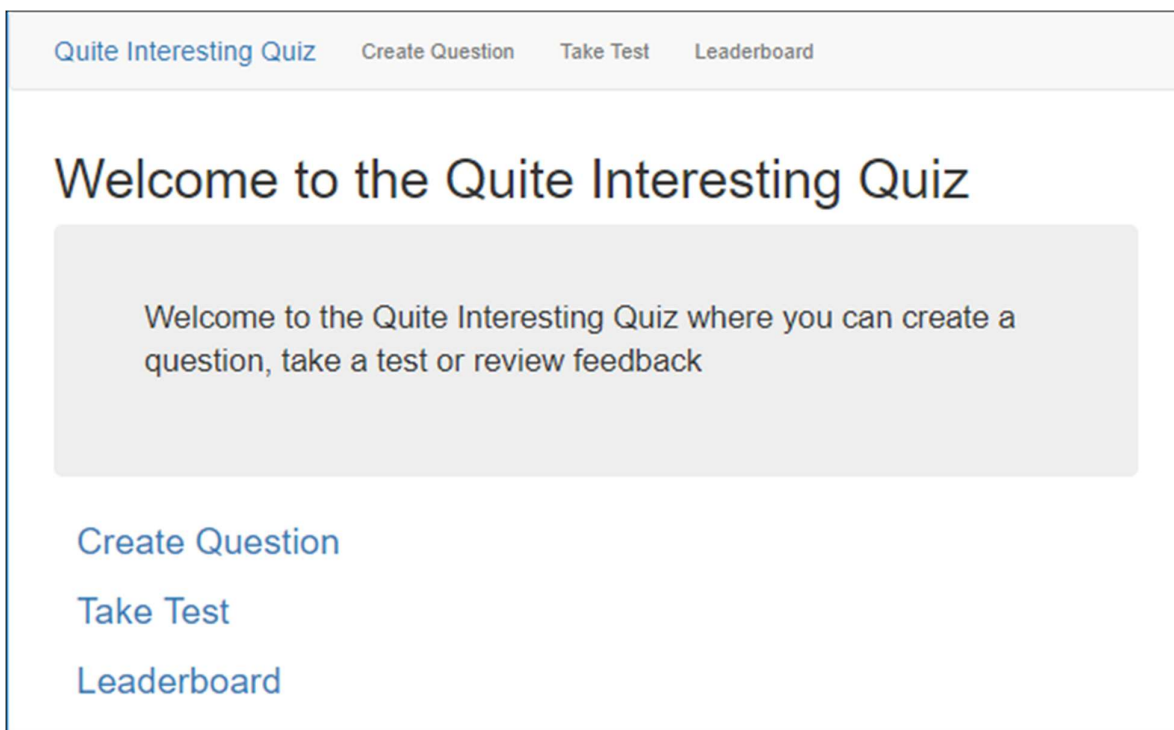 Quite Interesting Quiz Create Question Take Test Leaderboard
Welcome to the Quite Interesting Quiz
Welcome to the Quite Interesting Quiz where you can create a
question, take a test or review feedback
Create Question
Take Test
Leaderboard